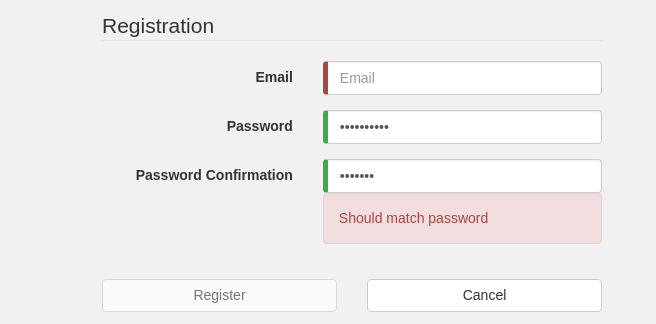 Registration
Email Email
Password ••••••••••
Password Confirmation •••••••
Should match password
Register Cancel